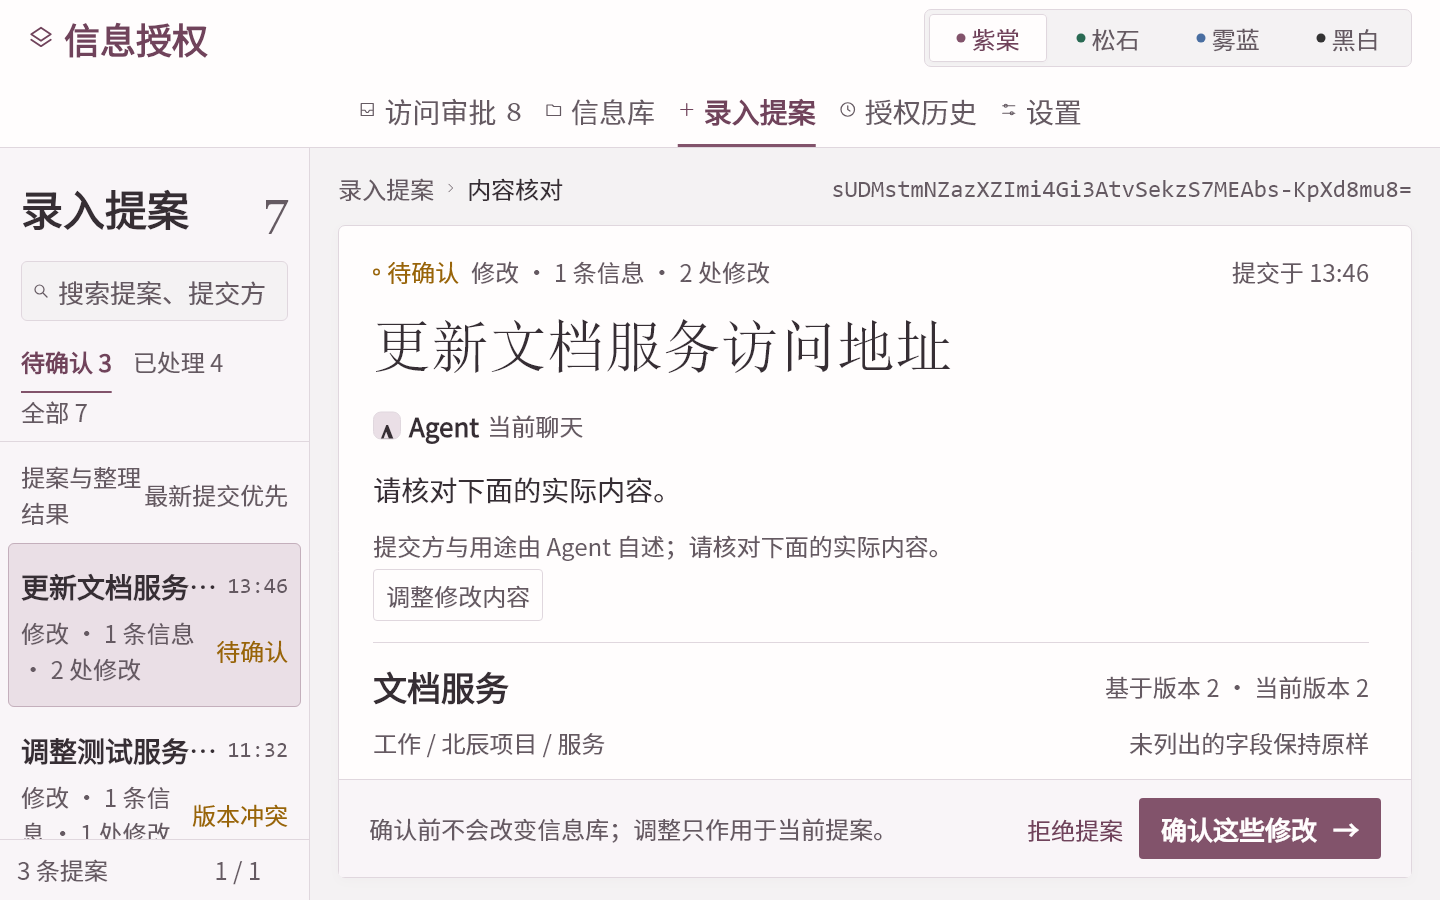 信息授权
紫棠
松石
雾蓝
黑白
访问审批 8
信息库
录入提案
授权历史
设置
录入提案 7
搜索提案、提交方
待确认 3
已处理 4
全部 7
提案与整理结果
最新提交优先
更新文档服务… 13:46
修改 · 1 条信息
· 2 处修改
待确认
调整测试服务… 11:32
修改 · 1 条信
息 · 1 处修改
版本冲突
3 条提案
1 / 1
录入提案 › 内容核对
sUDMstmNZazXZImi4Gi3AtvSekzS7MEAbs-KpXd8mu8=
待确认 修改 · 1 条信息 · 2 处修改
提交于 13:46
更新文档服务访问地址
Agent 当前聊天
请核对下面的实际内容。
提交方与用途由 Agent 自述；请核对下面的实际内容。
调整修改内容
文档服务
基于版本 2 · 当前版本 2
工作 / 北辰项目 / 服务
未列出的字段保持原样
确认前不会改变信息库；调整只作用于当前提案。
拒绝提案
确认这些修改 →